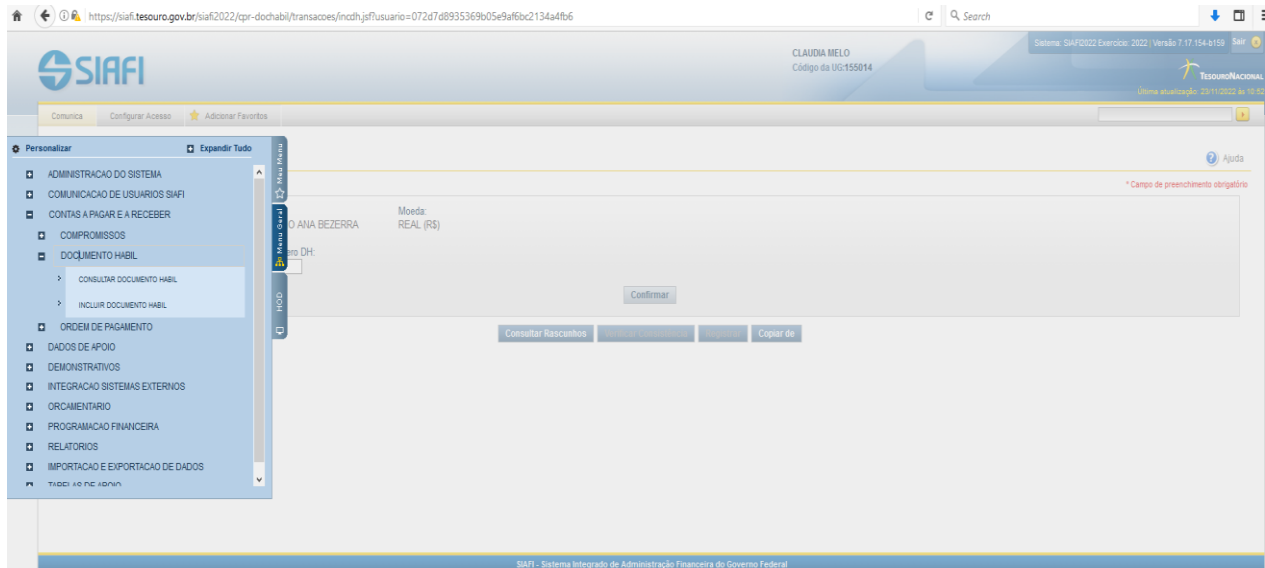 https://siafi.tesouro.gov.br/siafi2022/cpr-dochabil/transacoes/incdh.jsf?usuario=072d7d8935369b05e9af6bc2134a4fb6
Search
SIAFI
CLAUDIA MELO
Código da UG:155014
Sistema: SIAFI2022 Exercício: 2022 | Versão 7.17.154-b159 Sair
TESOURONACIONAL
Última atualização: 23/11/2022 às 10:52
Comunica Configurar Acesso Adicionar Favoritos
Personalizar Expandir Tudo
Meu Menu
Menu Geral
HOD
Ajuda
* Campo de preenchimento obrigatório
ADMINISTRACAO DO SISTEMA
COMUNICACAO DE USUARIOS SIAFI
CONTAS A PAGAR E A RECEBER
COMPROMISSOS
DOCUMENTO HABIL
CONSULTAR DOCUMENTO HABIL
INCLUIR DOCUMENTO HABIL
ORDEM DE PAGAMENTO
DADOS DE APOIO
DEMONSTRATIVOS
INTEGRACAO SISTEMAS EXTERNOS
ORCAMENTARIO
PROGRAMACAO FINANCEIRA
RELATORIOS
IMPORTACAO E EXPORTACAO DE DADOS
TABELAS DE APOIO
O ANA BEZERRA
Moeda:
REAL (R$)
ero DH:
Confirmar
Consultar Rascunhos
Copiar de
SIAFI - Sistema Integrado de Administração Financeira do Governo Federal